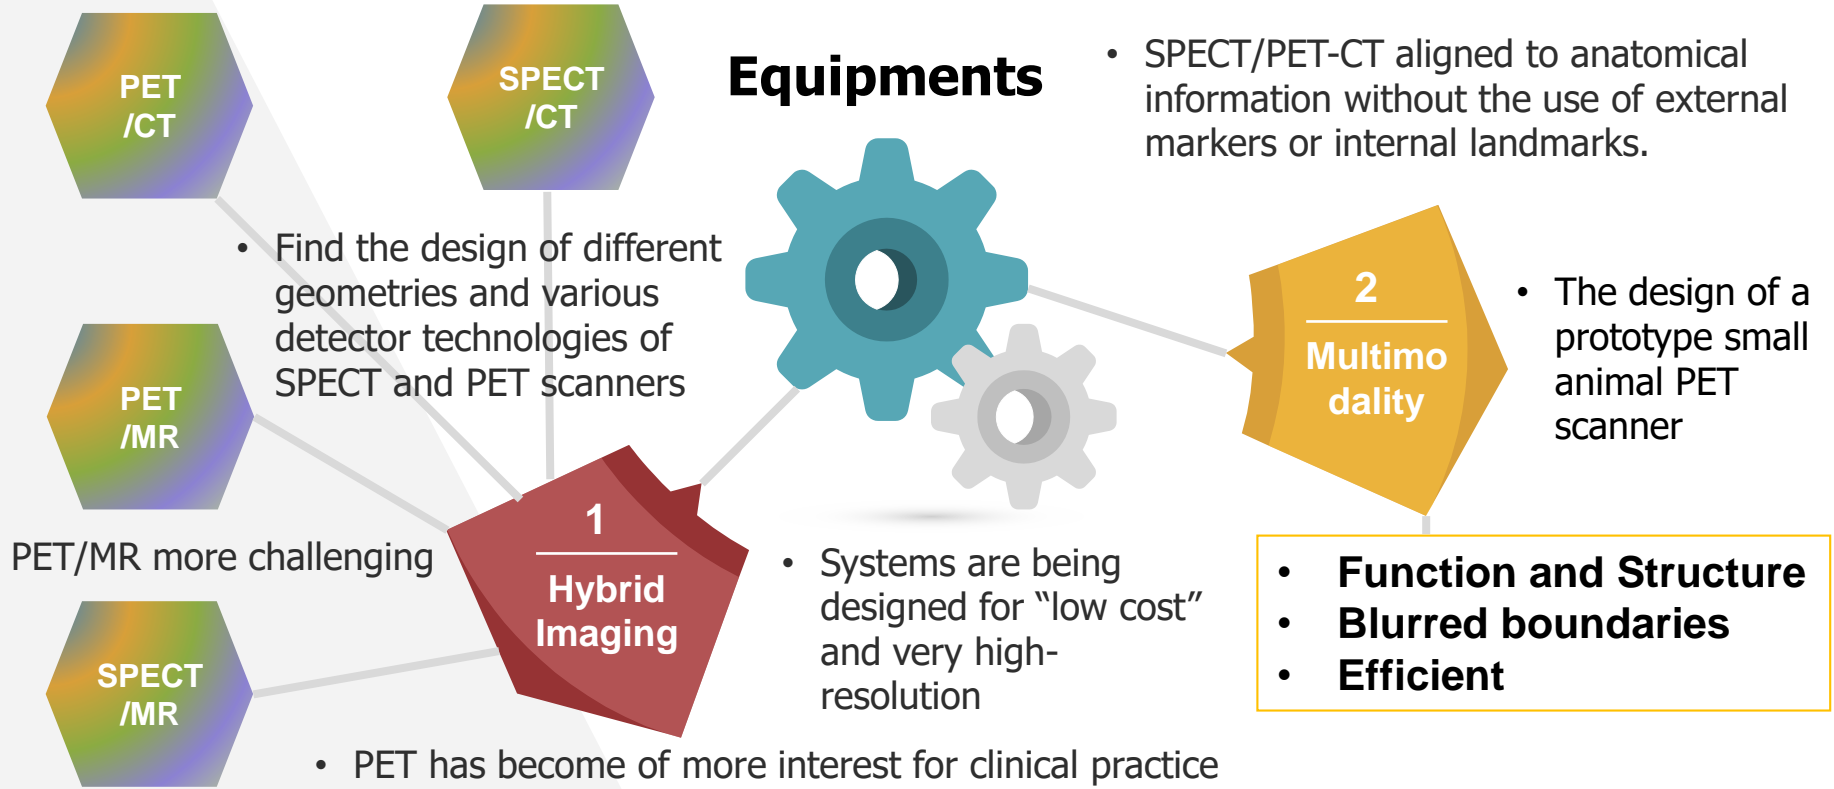 PET
/CT
SPECT
/CT
Equipments
• SPECT/PET-CT aligned to anatomical
information without the use of external
markers or internal landmarks.
• Find the design of different
geometries and various
detector technologies of
SPECT and PET scanners
2
Multimo
dality
• The design of a
prototype small
animal PET
scanner
PET
/MR
PET/MR more challenging
1
Hybrid
Imaging
• Systems are being
designed for “low cost”
and very high-
resolution
• Function and Structure
• Blurred boundaries
• Efficient
SPECT
/MR
• PET has become of more interest for clinical practice